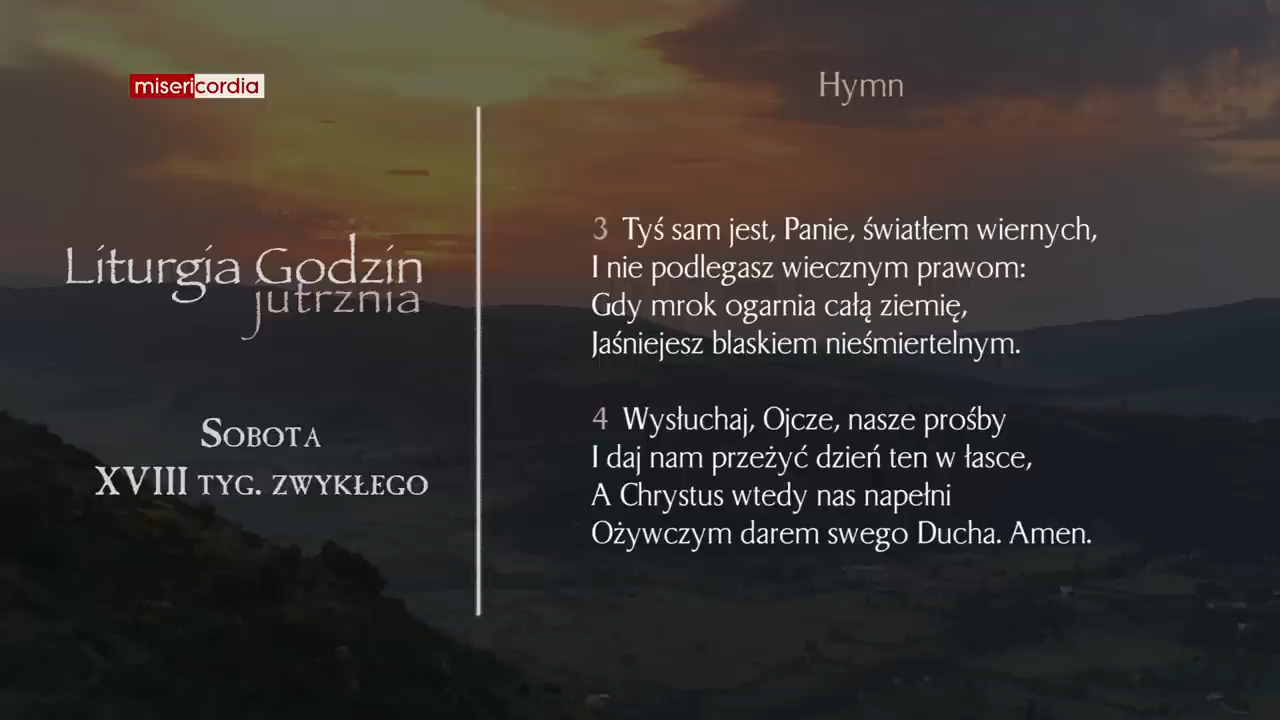 misericordia
Liturgia Godzin
jutrznia
Sobota
XVIII tyg. zwykłego
Hymn
3 Tyś sam jest, Panie, światłem wiernych,
I nie podlegasz wiecznym prawom:
Gdy mrok ogarnia całą ziemię,
Jaśniejesz blaskiem nieśmiertelnym.
4 Wysłuchaj, Ojcze, nasze prośby
I daj nam przeżyć dzień ten w łasce,
A Chrystus wtedy nas napełni
Ożywczym darem swego Ducha. Amen.